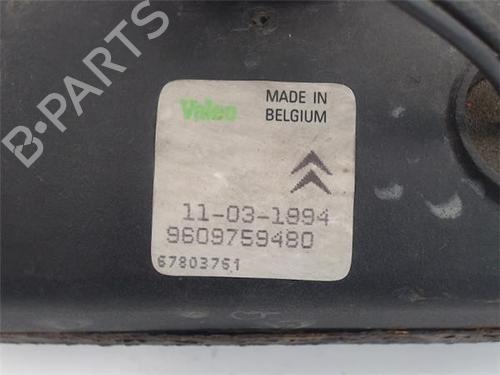 B-PARTS
Valeo
MADE IN
BELGIUM
11-03-1994
9609759480
67803751